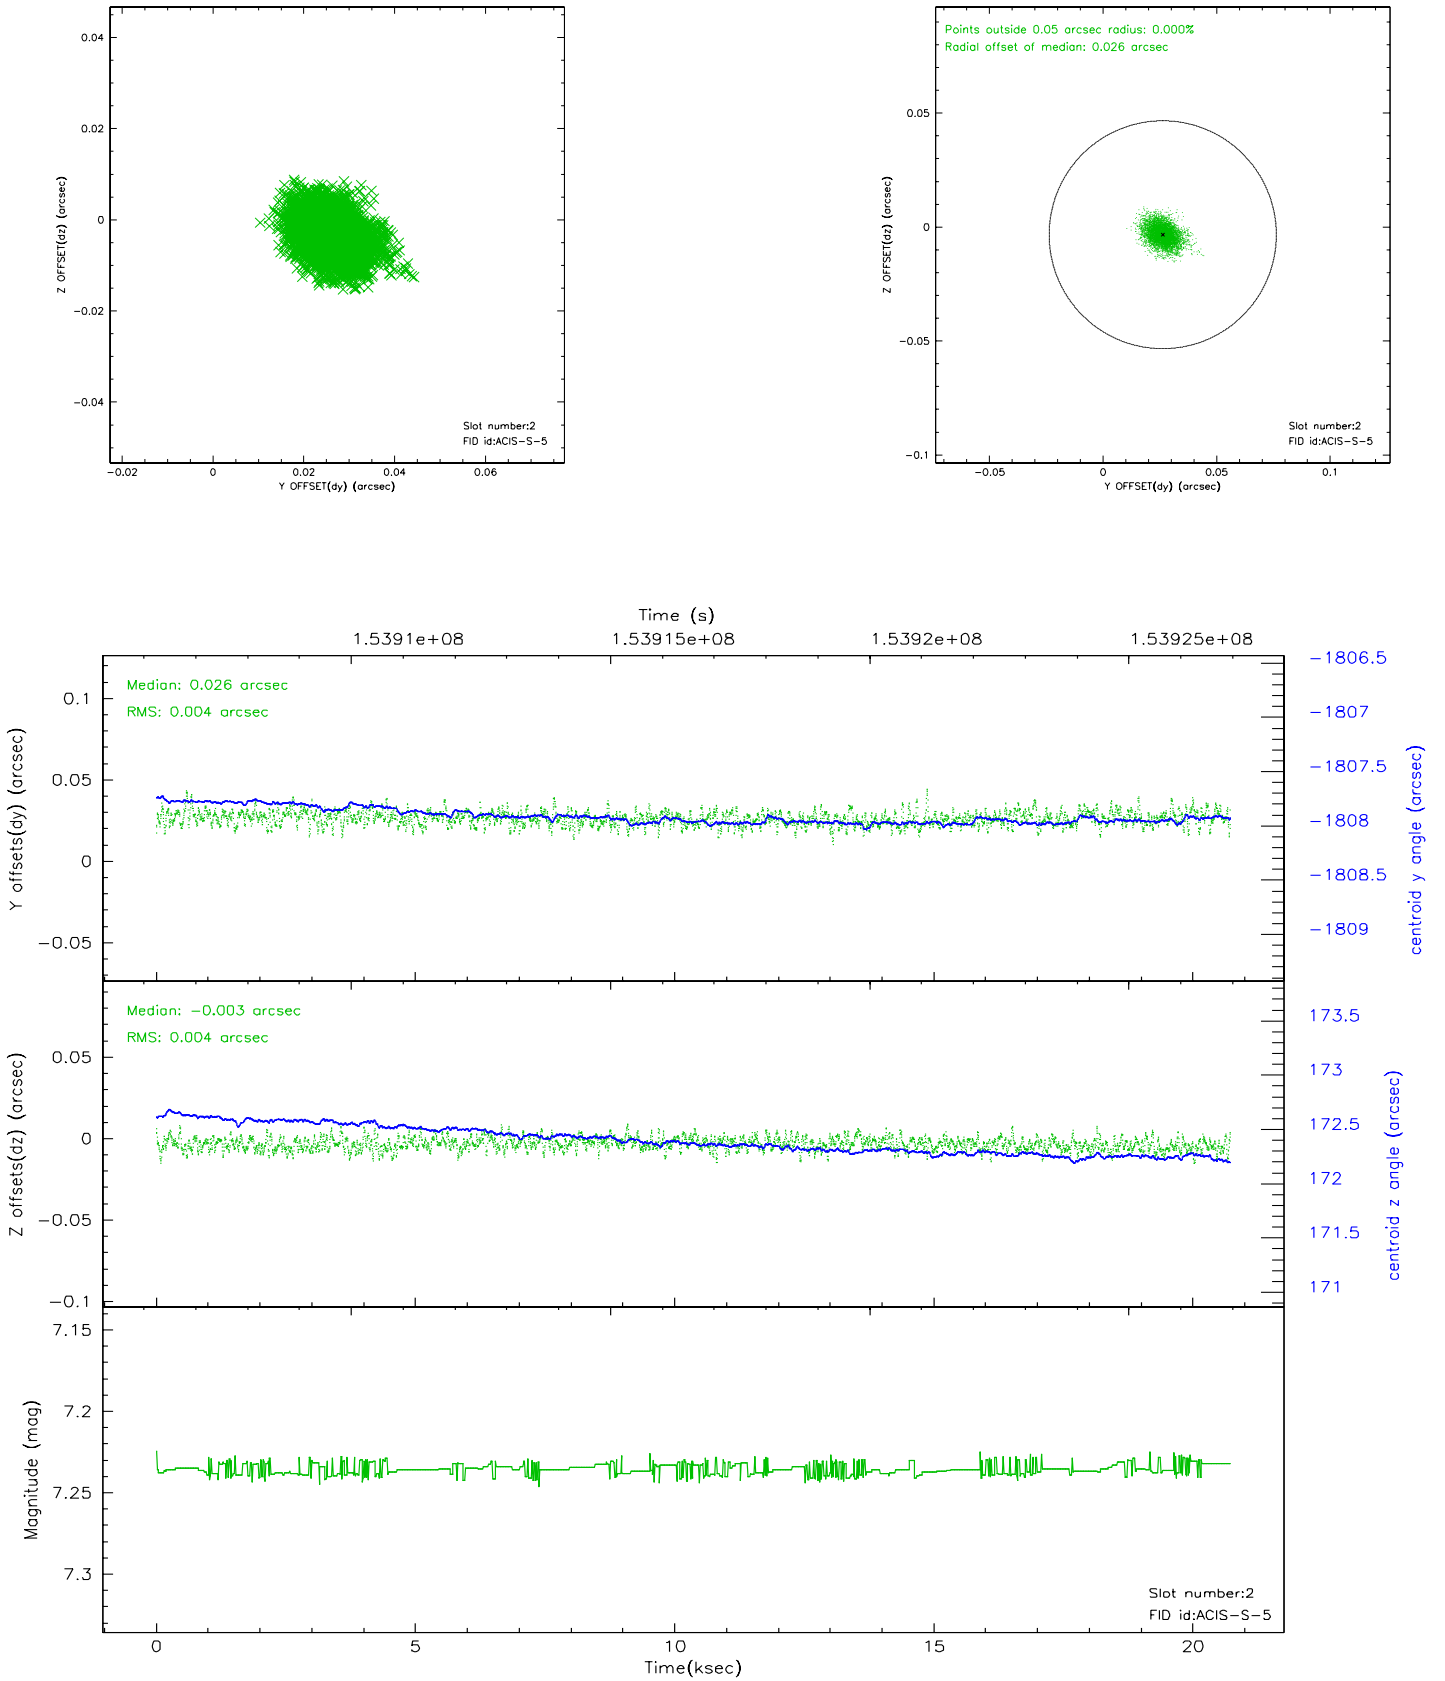 0.04
0.02
0
-0.02
-0.04
Z OFFSET(dz) (arcsec)
-0.02 0 0.02 0.04 0.06
Y OFFSET(dy) (arcsec)
Slot number:2
FID id:ACIS-S-5
Points outside 0.05 arcsec radius: 0.000%
Radial offset of median: 0.026 arcsec
0.05
0
-0.05
-0.1
Z OFFSET(dz) (arcsec)
-0.05 0 0.05 0.1
Y OFFSET(dy) (arcsec)
Slot number:2
FID id:ACIS-S-5
Time (s)
1.5391e+08 1.53915e+08 1.5392e+08 1.53925e+08
Median: 0.026 arcsec
RMS: 0.004 arcsec
0.1
0.05
0
-0.05
Y offsets(dy) (arcsec)
-1806.5
-1807
-1807.5
-1808
-1808.5
-1809
centroid y angle (arcsec)
Median: -0.003 arcsec
RMS: 0.004 arcsec
0.05
0
-0.05
-0.1
Z offsets(dz) (arcsec)
173.5
173
172.5
172
171.5
171
centroid z angle (arcsec)
7.15
7.2
7.25
7.3
Magnitude (mag)
Slot number:2
FID id:ACIS-S-5
0 5 10 15 20
Time(ksec)